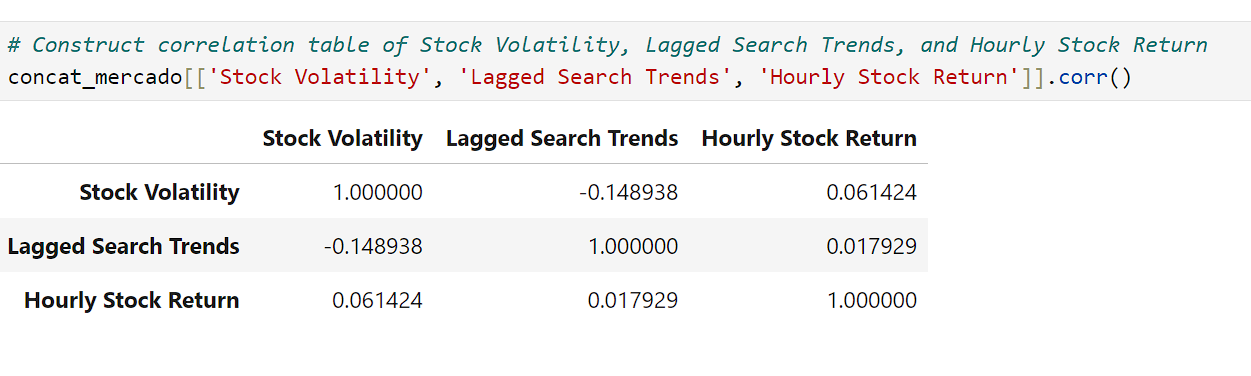 # Construct correlation table of Stock Volatility, Lagged Search Trends, and Hourly Stock Return
concat_mercado[['Stock Volatility', 'Lagged Search Trends', 'Hourly Stock Return']].corr()
Stock Volatility Lagged Search Trends Hourly Stock Return
Stock Volatility 1.000000 -0.148938 0.061424
Lagged Search Trends -0.148938 1.000000 0.017929
Hourly Stock Return 0.061424 0.017929 1.000000